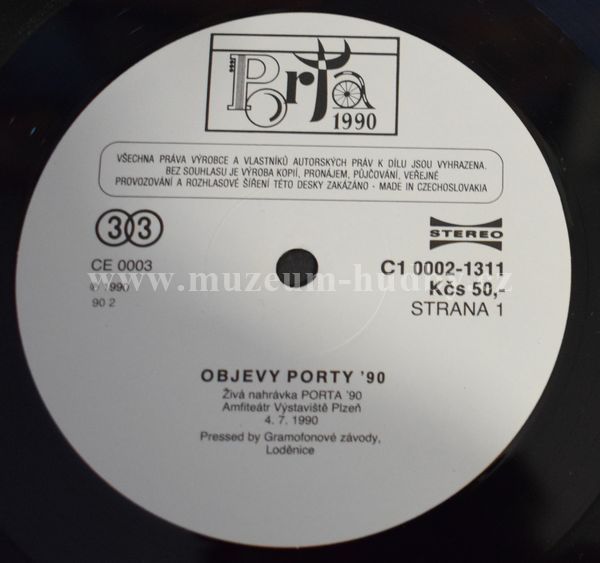 Porta
1990
VŠECHNA PRÁVA VÝROBCE A VLASTNÍKŮ AUTORSKÝCH PRÁV K DÍLU JSOU VYHRAZENA.
BEZ SOUHLASU JE VÝROBA KOPIÍ, PRONÁJEM, PŮJČOVÁNÍ, VEŘEJNÉ
PROVOZOVÁNÍ A ROZHLASOVÉ ŠÍŘENÍ TÉTO DESKY ZAKÁZÁNO · MADE IN CZECHOSLOVAKIA
33
STEREO
CE 0003
C1 0002-1311
www.muzeum-hudby.cz
℗ 1990
Kčs 50,-
90 2
STRANA 1
OBJEVY PORTY '90
Živá nahrávka PORTA '90
Amfiteátr Výstaviště Plzeň
4. 7. 1990
Pressed by Gramofonové závody,
Loděnice